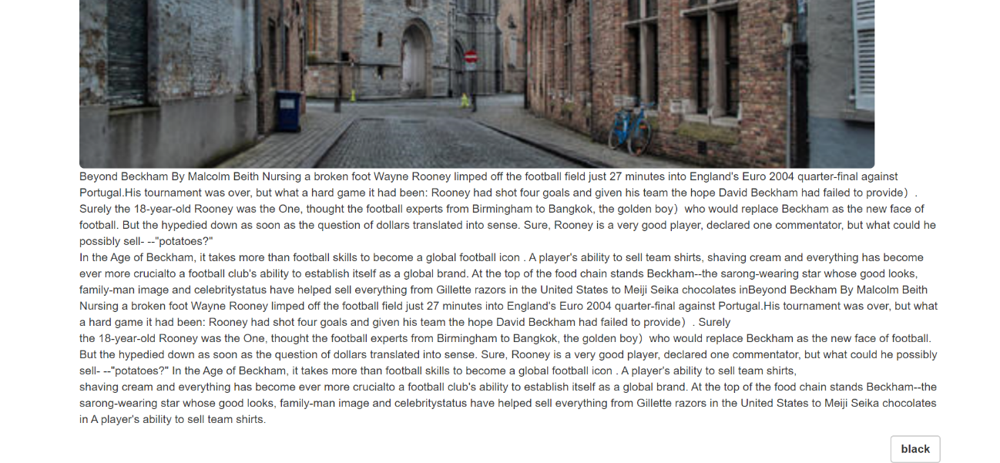 Beyond Beckham By Malcolm Beith Nursing a broken foot Wayne Rooney limped off the football field just 27 minutes into England's Euro 2004 quarter-final against
Portugal.His tournament was over, but what a hard game it had been: Rooney had shot four goals and given his team the hope David Beckham had failed to provide）.
Surely the 18-year-old Rooney was the One, thought the football experts from Birmingham to Bangkok, the golden boy）who would replace Beckham as the new face of
football. But the hypedied down as soon as the question of dollars translated into sense. Sure, Rooney is a very good player, declared one commentator, but what could he
possibly sell- --"potatoes?"
In the Age of Beckham, it takes more than football skills to become a global football icon . A player's ability to sell team shirts, shaving cream and everything has become
ever more crucialto a football club's ability to establish itself as a global brand. At the top of the food chain stands Beckham--the sarong-wearing star whose good looks,
family-man image and celebritystatus have helped sell everything from Gillette razors in the United States to Meiji Seika chocolates inBeyond Beckham By Malcolm Beith
Nursing a broken foot Wayne Rooney limped off the football field just 27 minutes into England's Euro 2004 quarter-final against Portugal.His tournament was over, but what
a hard game it had been: Rooney had shot four goals and given his team the hope David Beckham had failed to provide）. Surely
the 18-year-old Rooney was the One, thought the football experts from Birmingham to Bangkok, the golden boy）who would replace Beckham as the new face of football.
But the hypedied down as soon as the question of dollars translated into sense. Sure, Rooney is a very good player, declared one commentator, but what could he possibly
sell- --"potatoes?" In the Age of Beckham, it takes more than football skills to become a global football icon . A player's ability to sell team shirts,
shaving cream and everything has become ever more crucialto a football club's ability to establish itself as a global brand. At the top of the food chain stands Beckham--the
sarong-wearing star whose good looks, family-man image and celebritystatus have helped sell everything from Gillette razors in the United States to Meiji Seika chocolates
in A player's ability to sell team shirts.
black